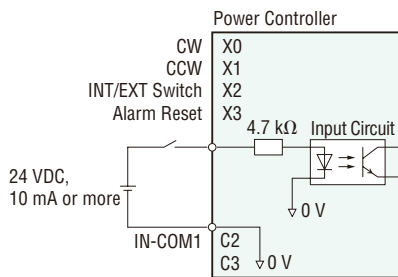 Power Controller
CW X0
CCW X1
INT/EXT Switch X2
Alarm Reset X3
4.7 kΩ Input Circuit
24 VDC,
10 mA or more
0 V
IN-COM1 C2
C3 0 V